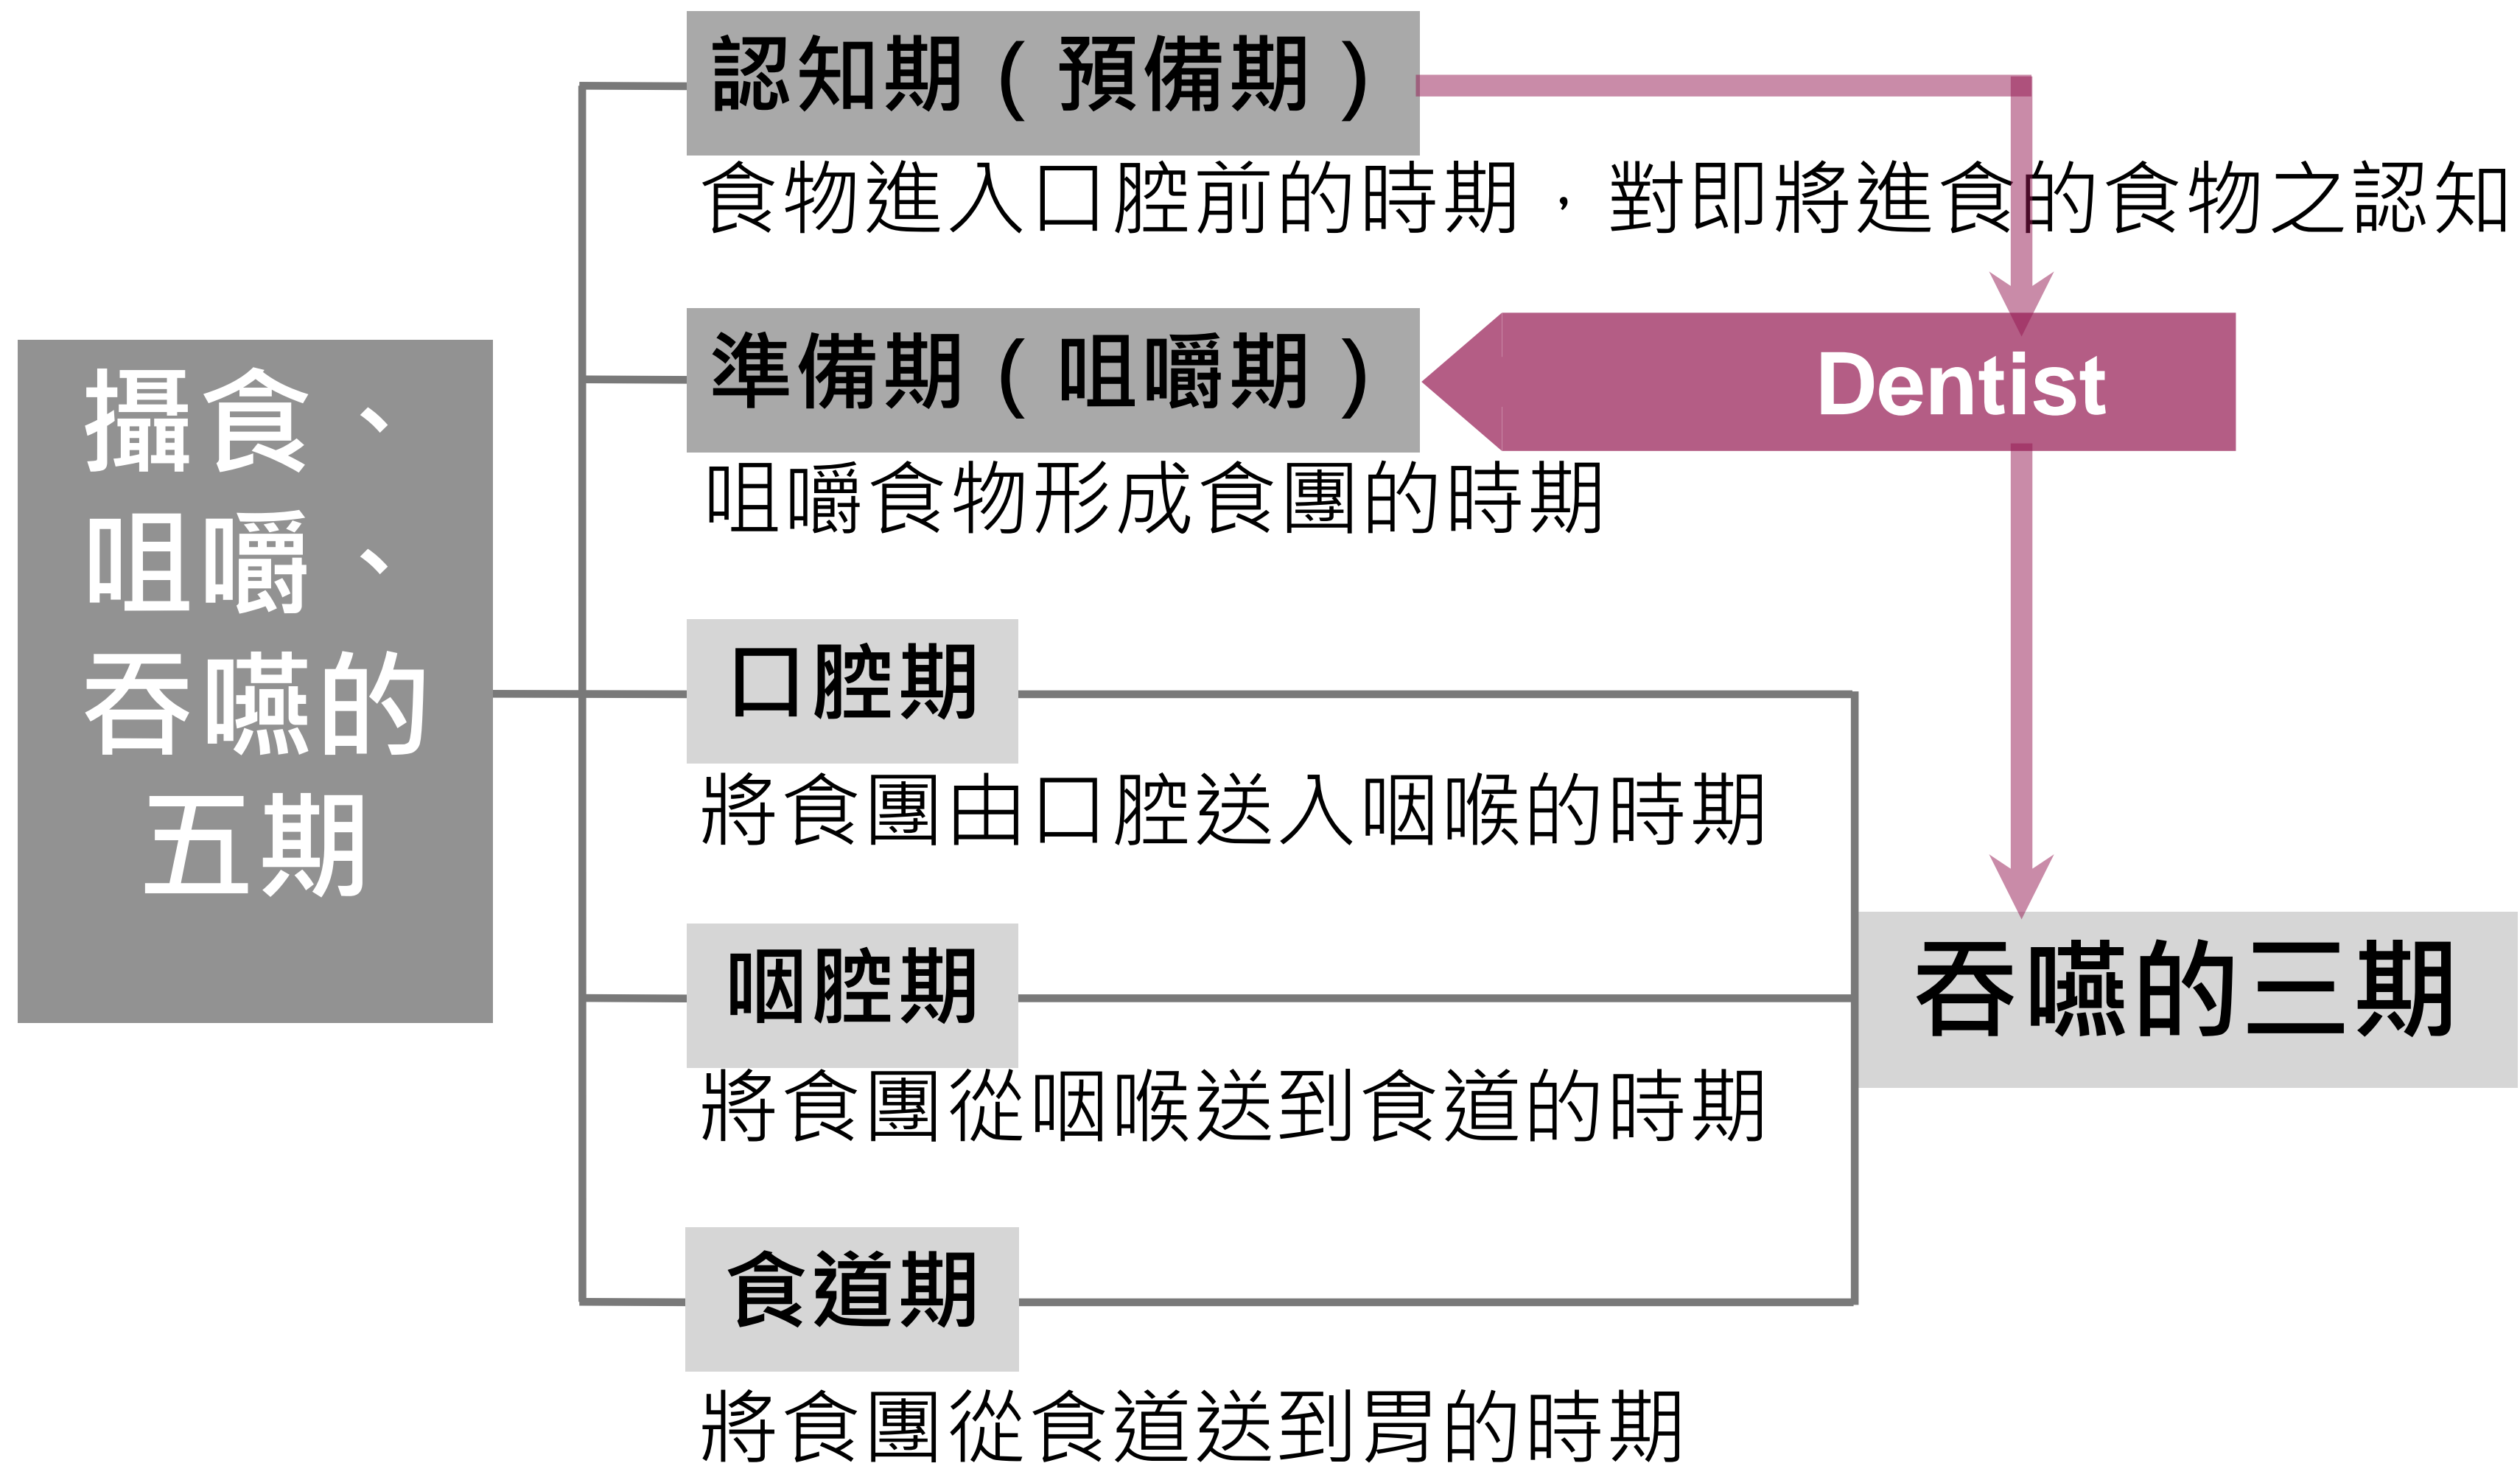 認知期（預備期）
食物進入口腔前的時期，對即將進食的食物之認知
準備期（咀嚼期）
Dentist
咀嚼食物形成食團的時期
攝食、
咀嚼、
吞嚥的
五期
口腔期
將食團由口腔送入咽喉的時期
咽腔期
將食團從咽喉送到食道的時期
吞嚥的三期
食道期
將食團從食道送到胃的時期